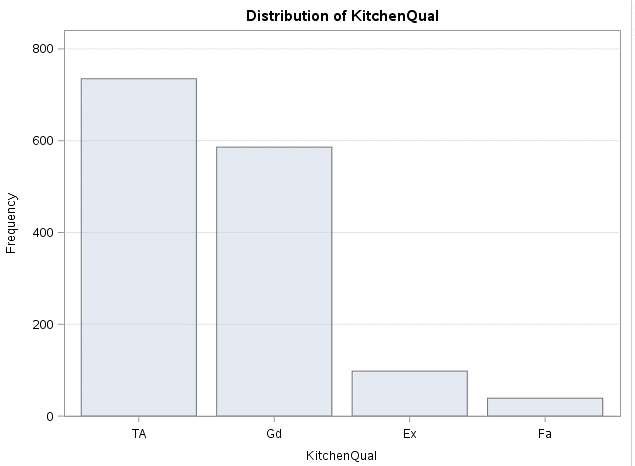 Distribution of KitchenQual
800
600
400
200
0
Frequency
TA Gd Ex Fa
KitchenQual